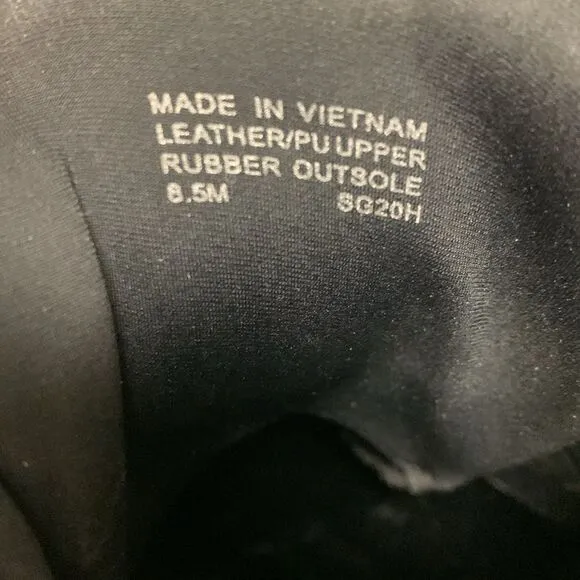 MADE IN VIETNAM
LEATHER/PU UPPER
RUBBER OUTSOLE
8.5M SG20H